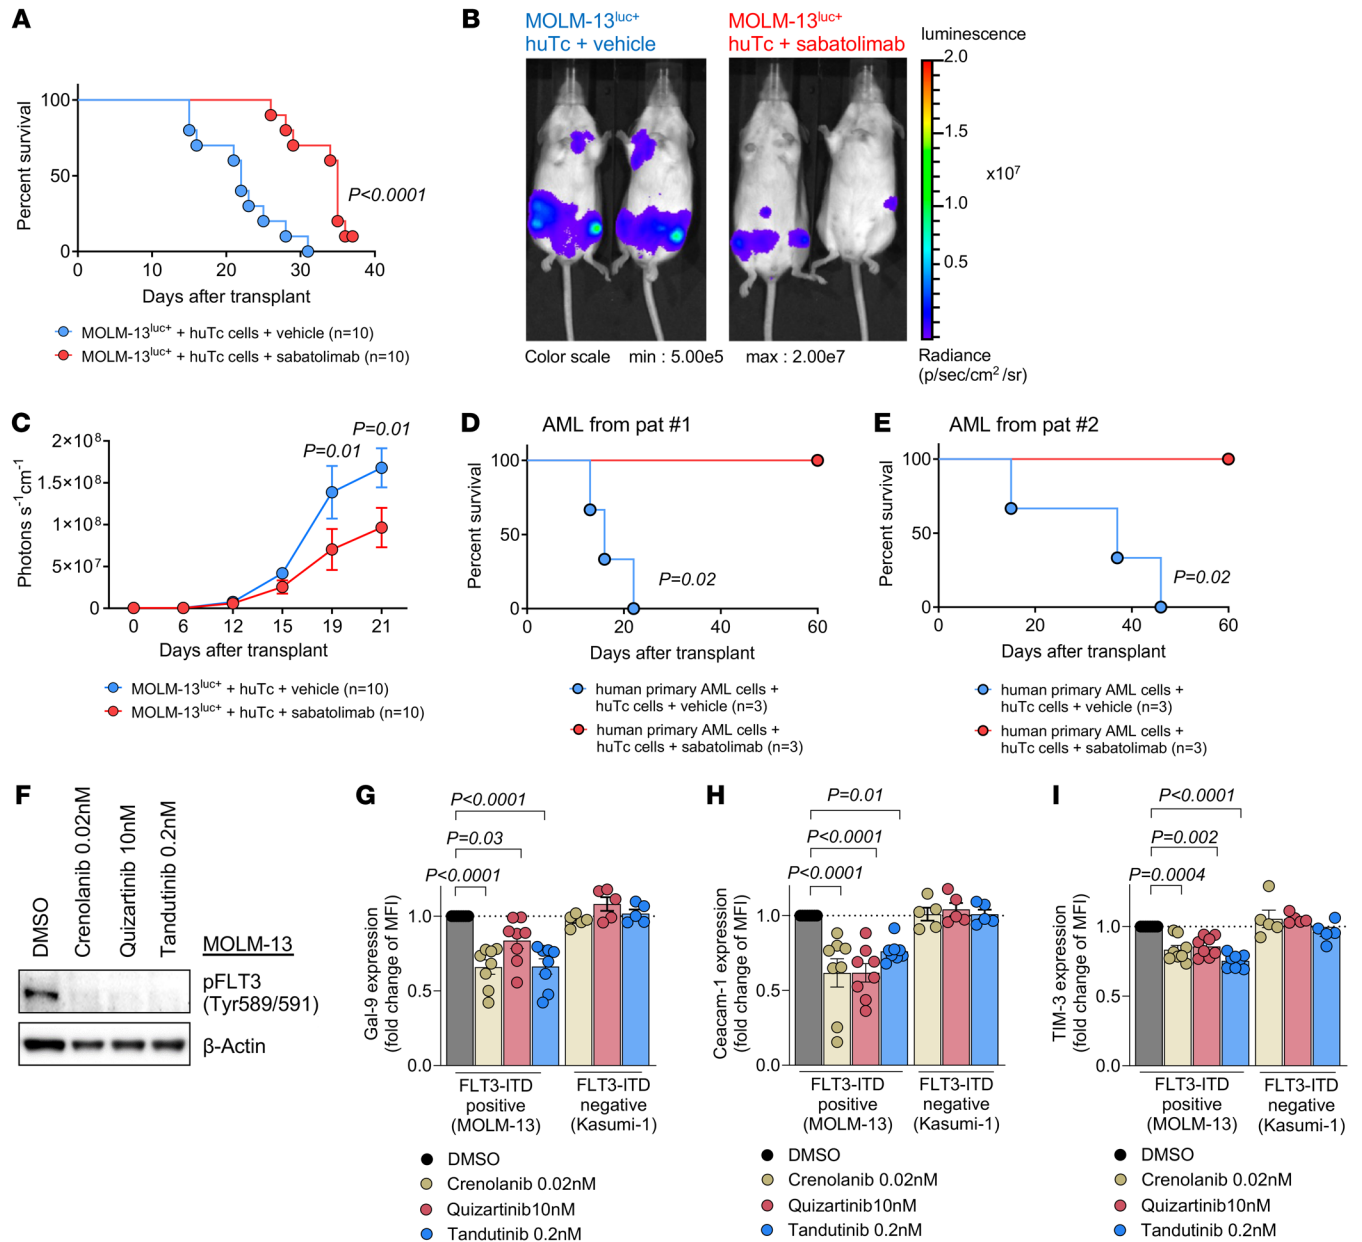 A
Percent survival
100
50
0
0 10 20 30 40
P<0.0001
Days after transplant
MOLM-13luc+ + huTc cells + vehicle (n=10)
MOLM-13luc+ + huTc cells + sabatolimab (n=10)
B
MOLM-13luc+
huTc + vehicle
MOLM-13luc+
huTc + sabatolimab
luminescence
2.0
1.5
1.0
0.5
x10⁷
Color scale min : 5.00e5 max : 2.00e7
Radiance
(p/sec/cm² /sr)
C
Photons s⁻¹cm⁻¹
2×10⁸
1×5×10⁸
1×10⁸
5×10⁷
0
0 6 12 15 19 21
P=0.01
P=0.01
Days after transplant
MOLM-13luc+ + huTc + vehicle (n=10)
MOLM-13luc+ + huTc + sabatolimab (n=10)
D
AML from pat #1
Percent survival
100
50
0
0 20 40 60
P=0.02
Days after transplant
human primary AML cells +
huTc cells + vehicle (n=3)
human primary AML cells +
huTc cells + sabatolimab (n=3)
E
AML from pat #2
Percent survival
100
50
0
0 20 40 60
P=0.02
Days after transplant
human primary AML cells +
huTc cells + vehicle (n=3)
human primary AML cells +
huTc cells + sabatolimab (n=3)
F
DMSO
Crenolanib 0.02nM
Quizartinib 10nM
Tandutinib 0.2nM
MOLM-13
pFLT3
(Tyr589/591)
β-Actin
G
P<0.0001
P=0.03
P<0.0001
Gal-9 expression
(fold change of MFI)
1.0
0.5
0.0
FLT3-ITD
positive
(MOLM-13)
FLT3-ITD
negative
(Kasumi-1)
DMSO
Crenolanib 0.02nM
Quizartinib10nM
Tandutinib 0.2nM
H
P=0.01
P<0.0001
P<0.0001
Ceacam-1 expression
(fold change of MFI)
1.0
0.5
0.0
FLT3-ITD
positive
(MOLM-13)
FLT3-ITD
negative
(Kasumi-1)
DMSO
Crenolanib 0.02nM
Quizartinib10nM
Tandutinib 0.2nM
I
P<0.0001
P=0.002
P=0.0004
TIM-3 expression
(fold change of MFI)
1.0
0.5
0.0
FLT3-ITD
positive
(MOLM-13)
FLT3-ITD
negative
(Kasumi-1)
DMSO
Crenolanib 0.02nM
Quizartinib 10nM
Tandutinib 0.2nM